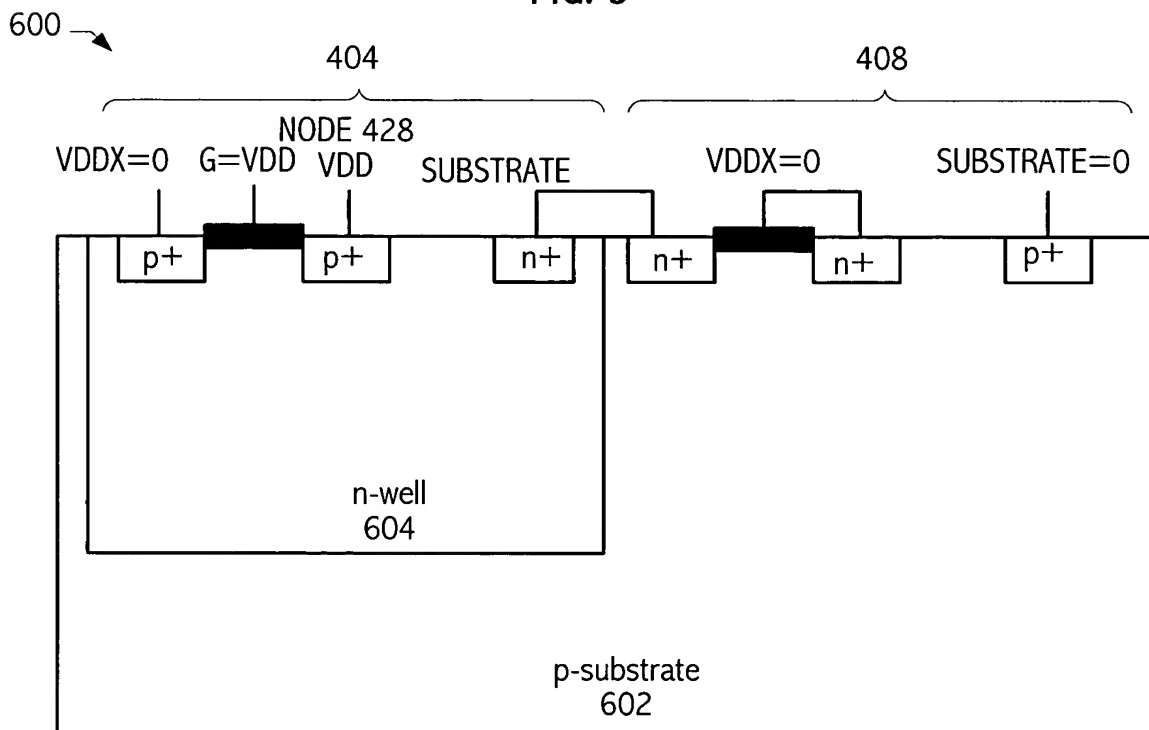 600
404
408
NODE 428
VDDX=0 G=VDD VDD SUBSTRATE VDDX=0 SUBSTRATE=0
p+ p+ n+ n+ n+ p+
n-well
604
p-substrate
602